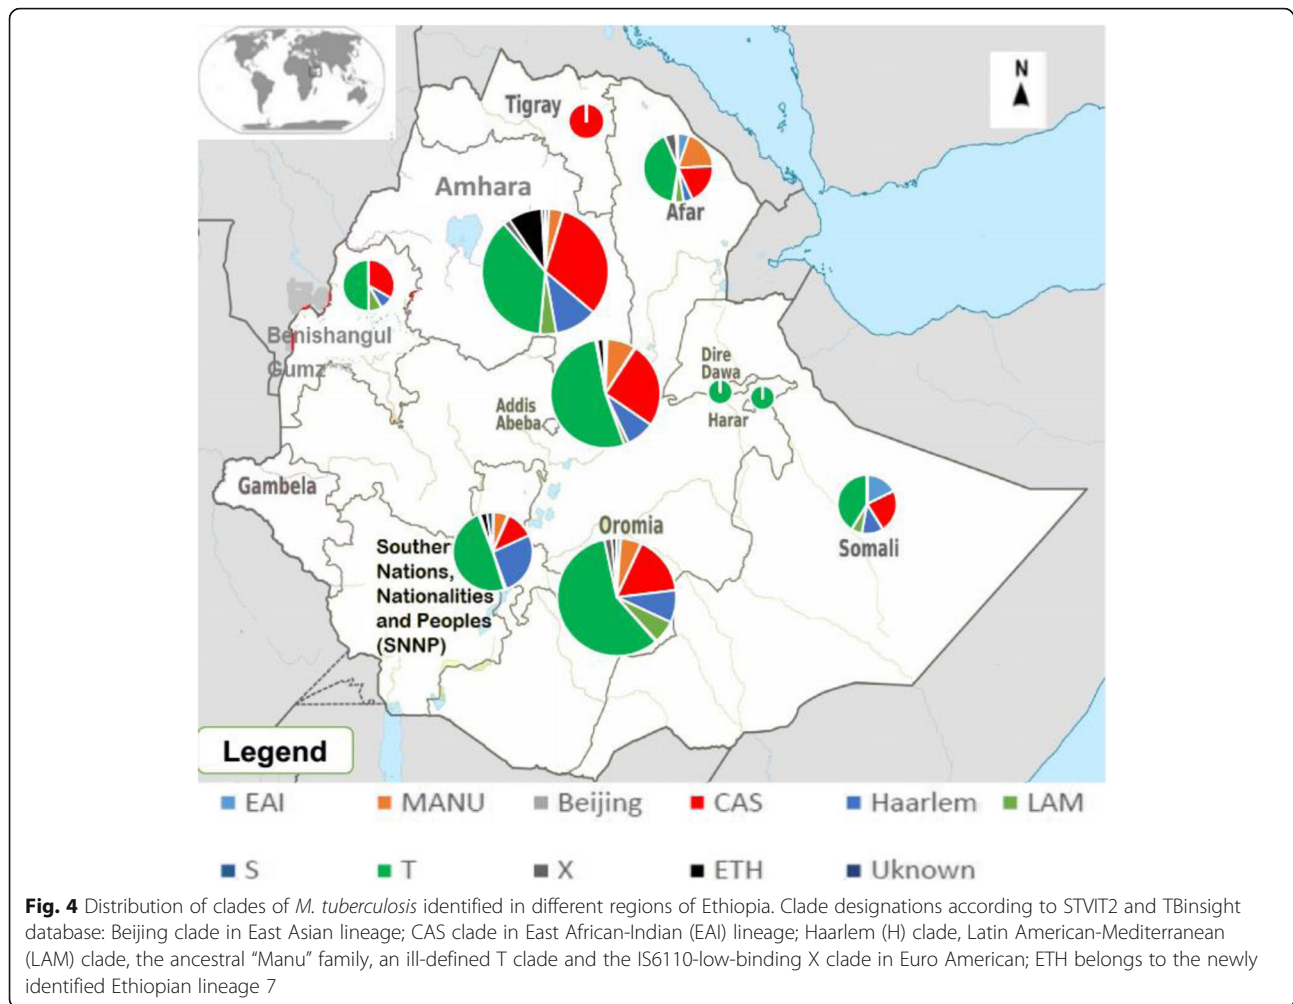 N
Tigray
Amhara
Afar
Benishangul
Gumz
Dire
Dawa
Addis
Abeba
Harar
Gambela
Somali
Oromia
Souther
Nations,
Nationalities
and Peoples
(SNNP)
Legend
EAI MANU Beijing CAS Haarlem LAM
S T X ETH Uknown
Fig. 4 Distribution of clades of M. tuberculosis identified in different regions of Ethiopia. Clade designations according to STVIT2 and TBinsight
database: Beijing clade in East Asian lineage; CAS clade in East African-Indian (EAI) lineage; Haarlem (H) clade, Latin American-Mediterranean
(LAM) clade, the ancestral “Manu” family, an ill-defined T clade and the IS6110-low-binding X clade in Euro American; ETH belongs to the newly
identified Ethiopian lineage 7